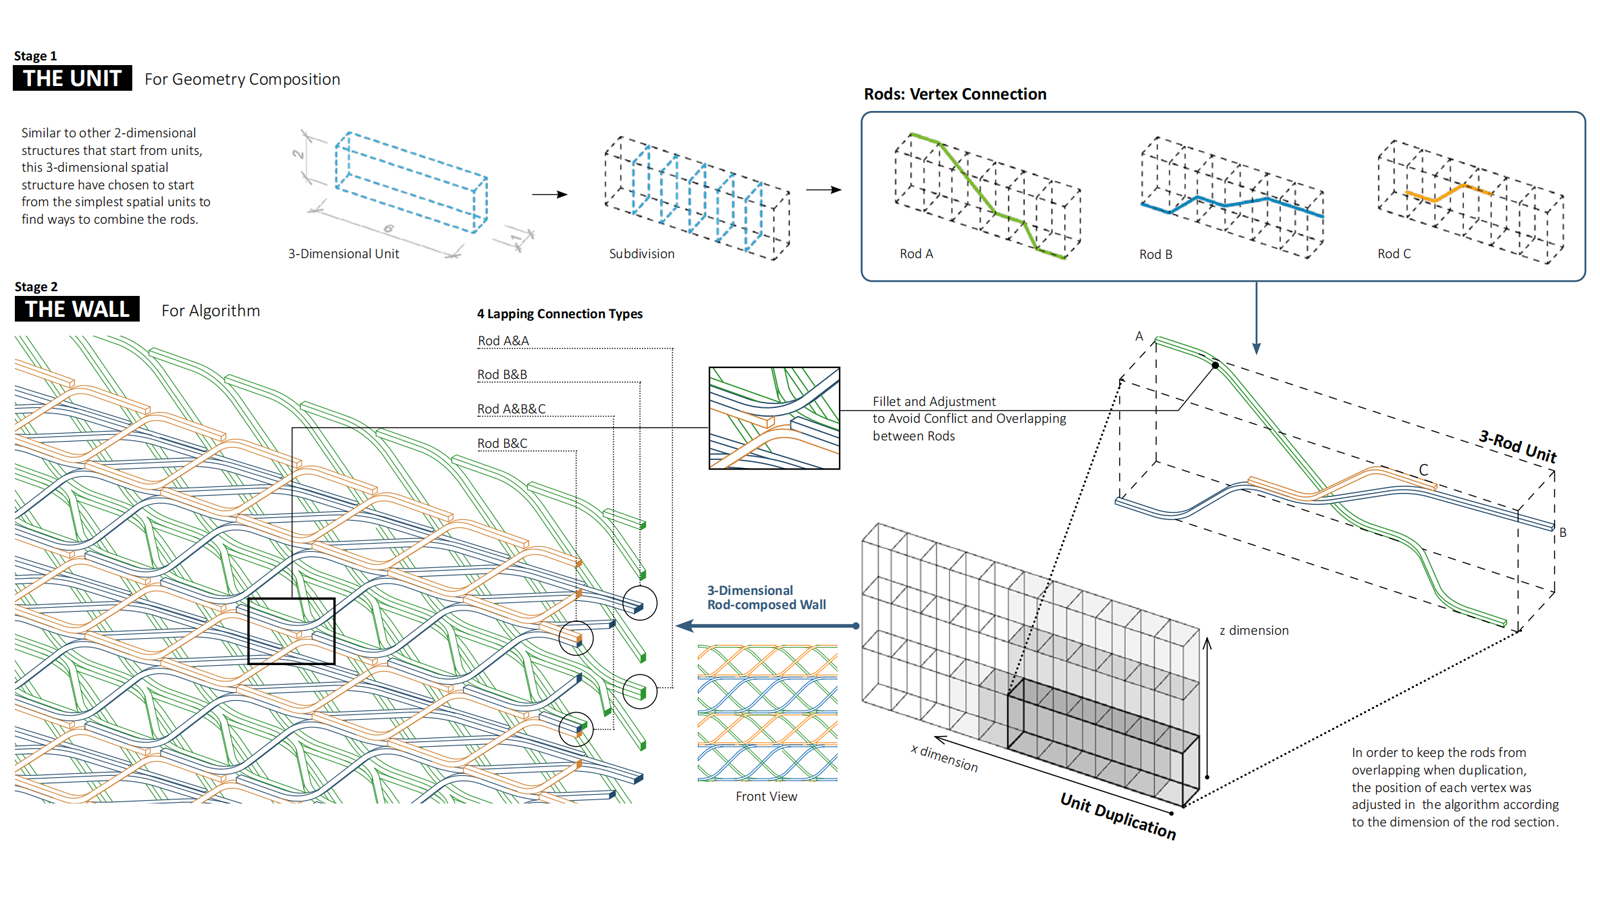 Stage 1
THE UNIT For Geometry Composition
Similar to other 2-dimensional
structures that start from units,
this 3-dimensional spatial
structure have chosen to start
from the simplest spatial units to
find ways to combine the rods.
2
6
1
3-Dimensional Unit
Subdivision
Rods: Vertex Connection
Rod A
Rod B
Rod C
Stage 2
THE WALL For Algorithm
4 Lapping Connection Types
Rod A&A
Rod B&B
Rod A&B&C
Rod B&C
Fillet and Adjustment
to Avoid Conflict and Overlapping
between Rods
A
3-Rod Unit
C
B
3-Dimensional
Rod-composed Wall
Front View
z dimension
x dimension
Unit Duplication
In order to keep the rods from
overlapping when duplication,
the position of each vertex was
adjusted in the algorithm according
to the dimension of the rod section.